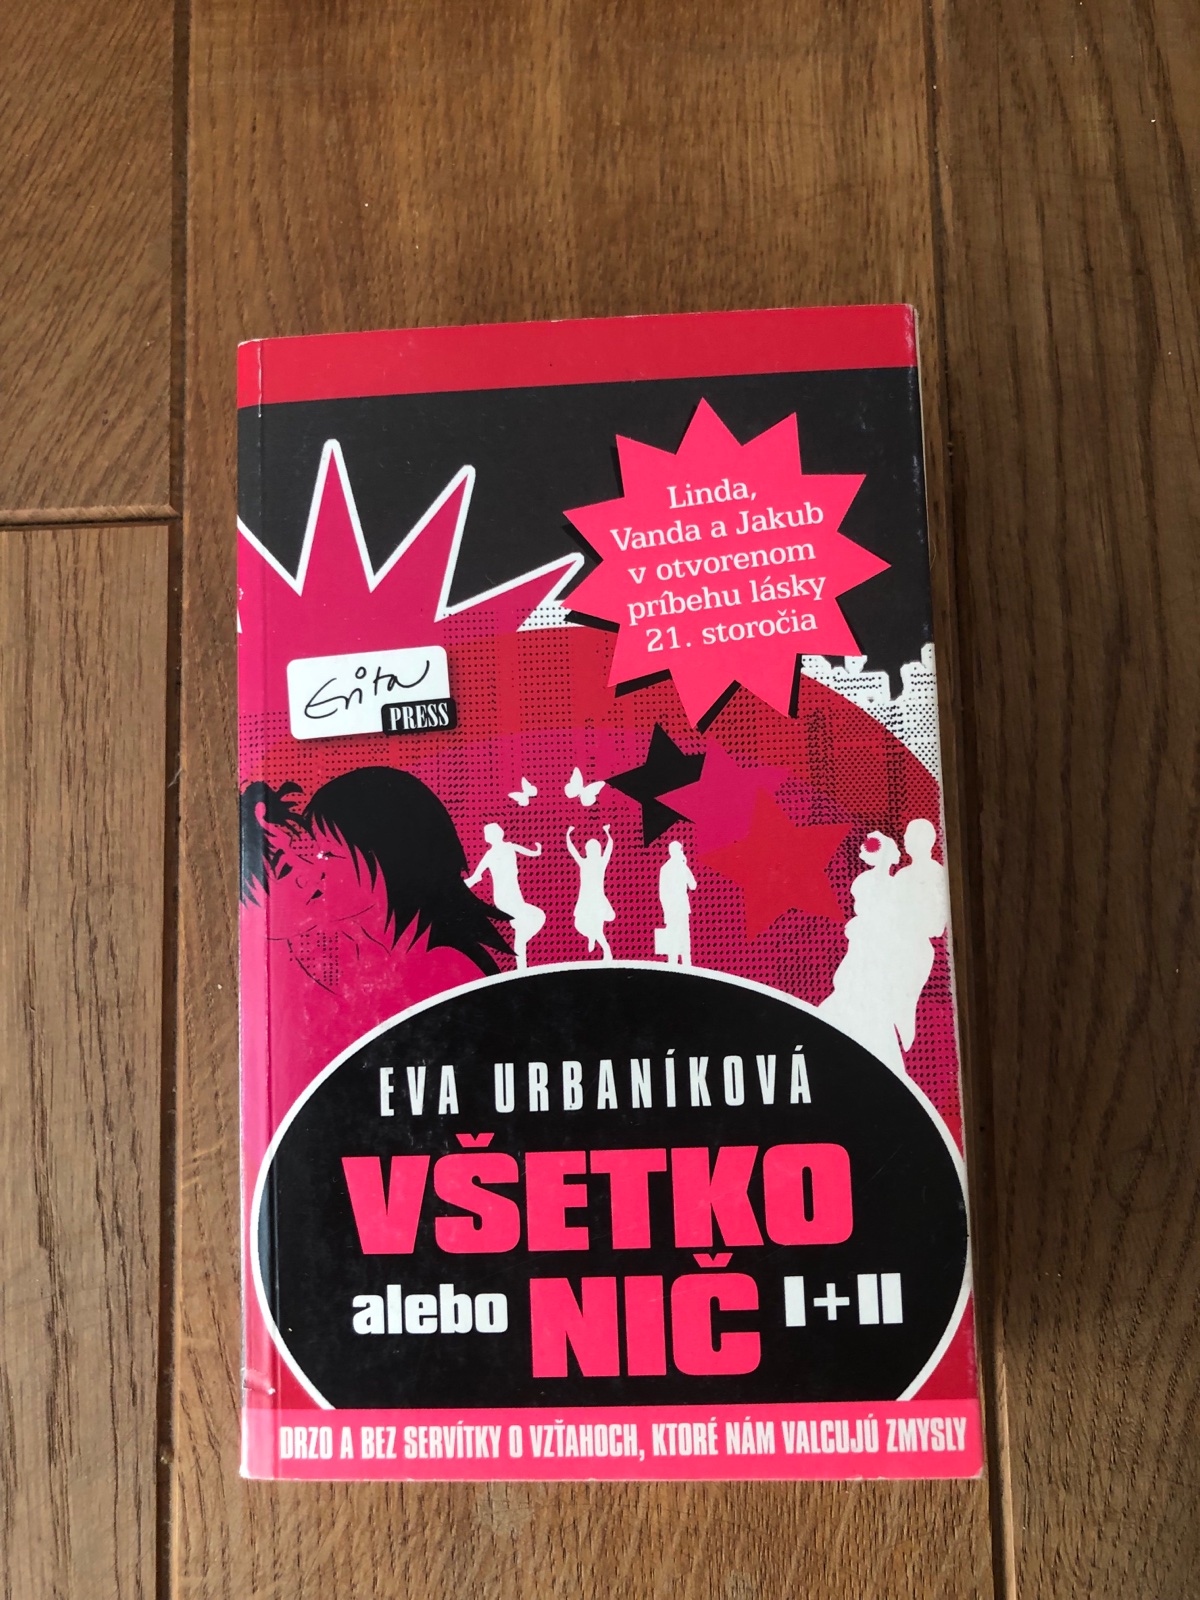 Linda,
Vanda a Jakub
v otvorenom
príbehu lásky
21. storočia
Evita
PRESS
EVA URBANÍKOVÁ
VŠETKO
alebo NIČ I+II
DRZO A BEZ SERVÍTKY O VZŤAHOCH, KTORÉ NÁM VALCUJÚ ZMYSLY